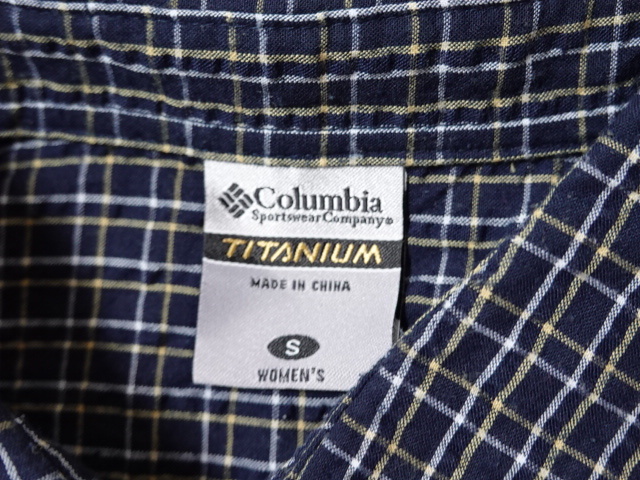 Columbia
Sportswear Company®
TITANIUM
MADE IN CHINA
S
WOMEN'S